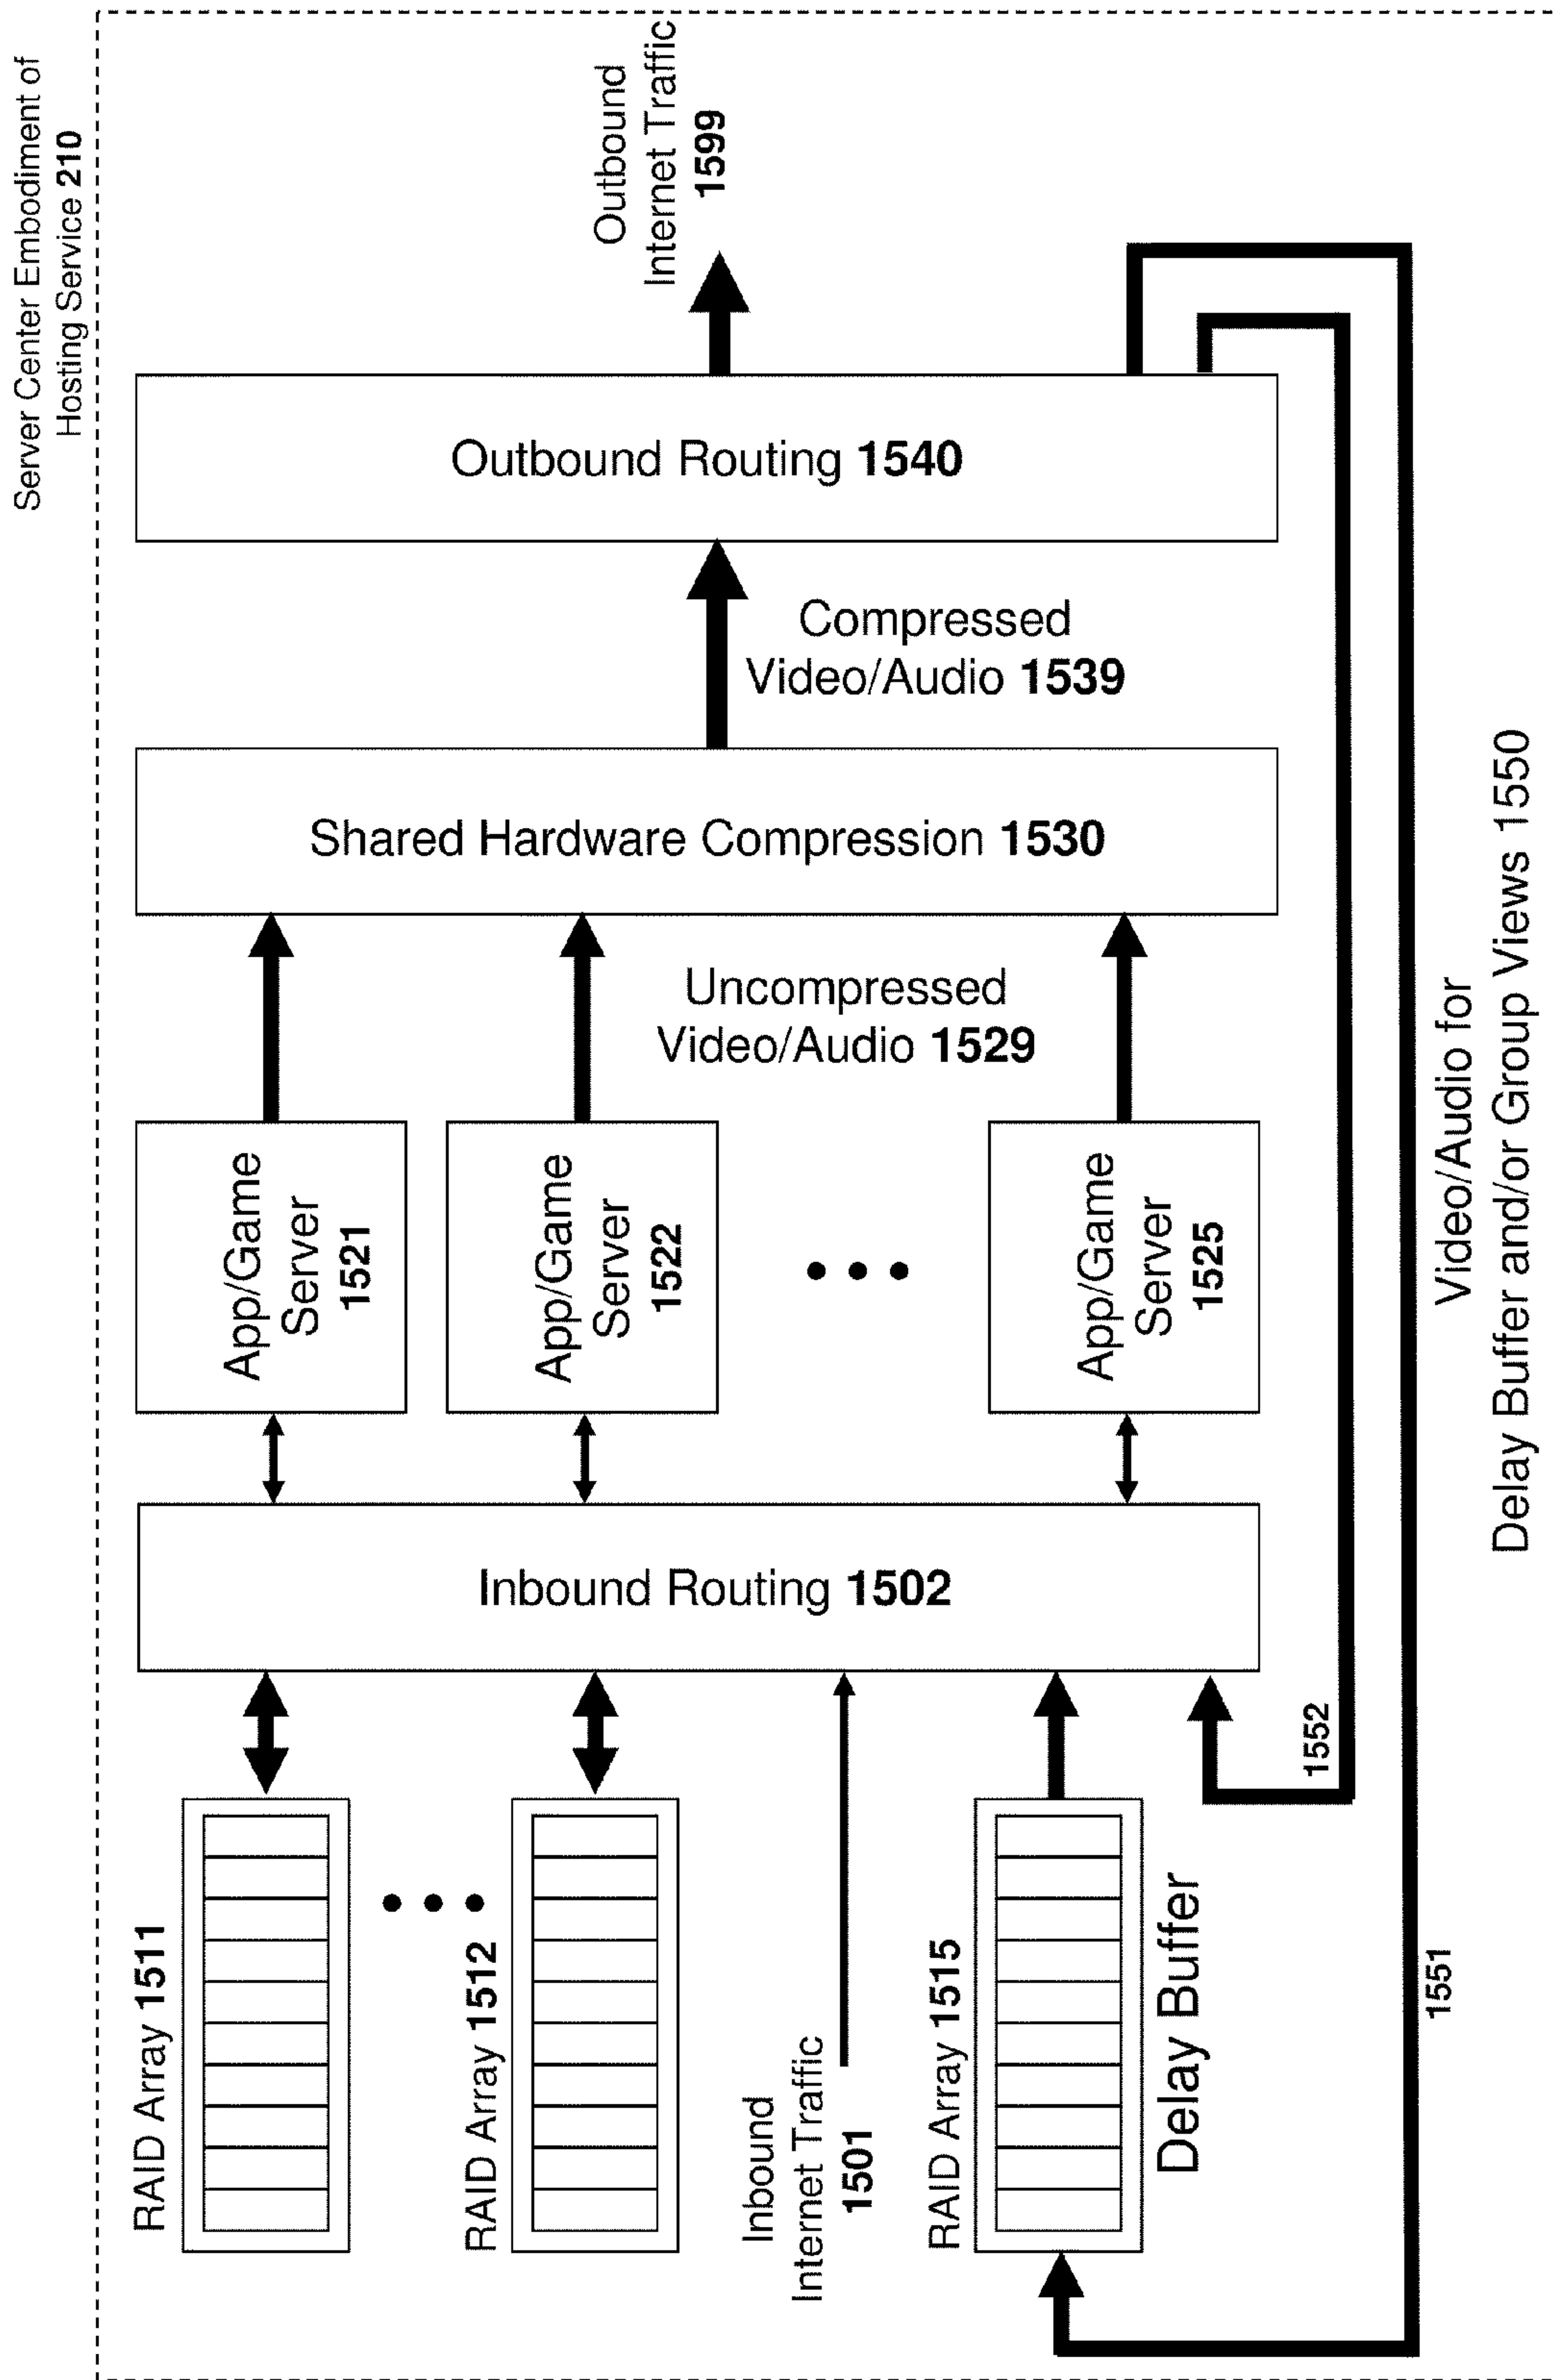 Server Center Embodiment of
Hosting Service 210
RAID Array 1511
RAID Array 1512
Inbound
Internet Traffic
1501
RAID Array 1515
Delay Buffer
Inbound Routing 1502
App/Game
Server
1521
App/Game
Server
1522
App/Game
Server
1525
Uncompressed
Video/Audio 1529
Shared Hardware Compression 1530
Compressed
Video/Audio 1539
Outbound Routing 1540
Outbound
Internet Traffic
1599
1552
1551
Video/Audio for
Delay Buffer and/or Group Views 1550